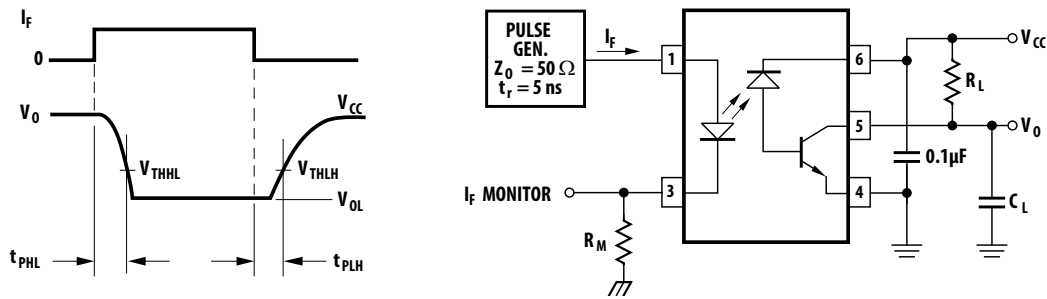 I_F
0
V_O
V_CC
V_THHL
V_THLH
V_OL
t_PHL
t_PLH
PULSE
GEN.
Z_O = 50 Ω
t_r = 5 ns
I_F
1
6
V_CC
R_L
5
V_O
0.1µF
I_F MONITOR
3
4
C_L
R_M